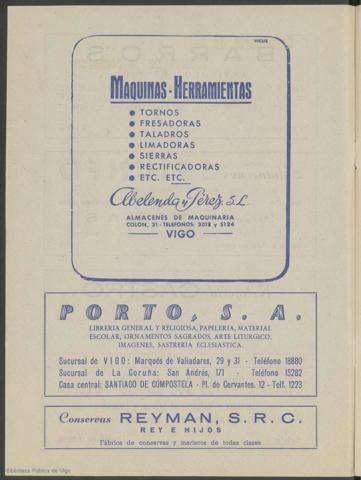 VICUS
MAQUINAS-HERRAMIENTAS
● TORNOS
● FRESADORAS
● TALADROS
● LIMADORAS
● SIERRAS
● RECTIFICADORAS
● ETC. ETC.
Abelenda y Pérez, S.L.
ALMACENES DE MAQUINARIA
COLON, 31 - TELEFONOS: 3018 y 5124
VIGO
PORTO, S. A.
LIBRERIA GENERAL Y RELIGIOSA, PAPELERIA, MATERIAL
ESCOLAR, ORNAMENTOS SAGRADOS, ARTE LITURGICO,
IMAGENES, SASTRERIA ECLESIASTICA.
Sucursal de VIGO: Marqués de Valladares, 29 y 31 - Teléfono 18880
Sucursal de La Coruña: San Andrés, 171 - Teléfono 15282
Casa central: SANTIAGO DE COMPOSTELA - Pl. de Cervantes. 12 - Telf. 1223
Conservas REYMAN, S. R. C.
REY E HIJOS
Fábrica de conservas y mariscos de todas clases
Biblioteca Pública de Vigo